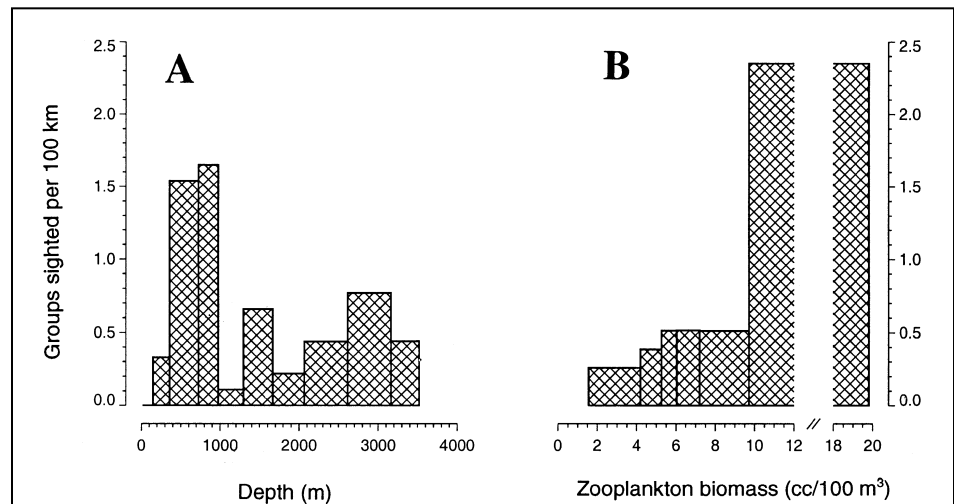 A
B
Groups sighted per 100 km
2.5
2.0
1.5
1.0
0.5
0.0
0 1000 2000 3000 4000
Depth (m)
2.5
2.0
1.5
1.0
0.5
0.0
0 2 4 6 8 10 12 // 18 20
Zooplankton biomass (cc/100 m³)